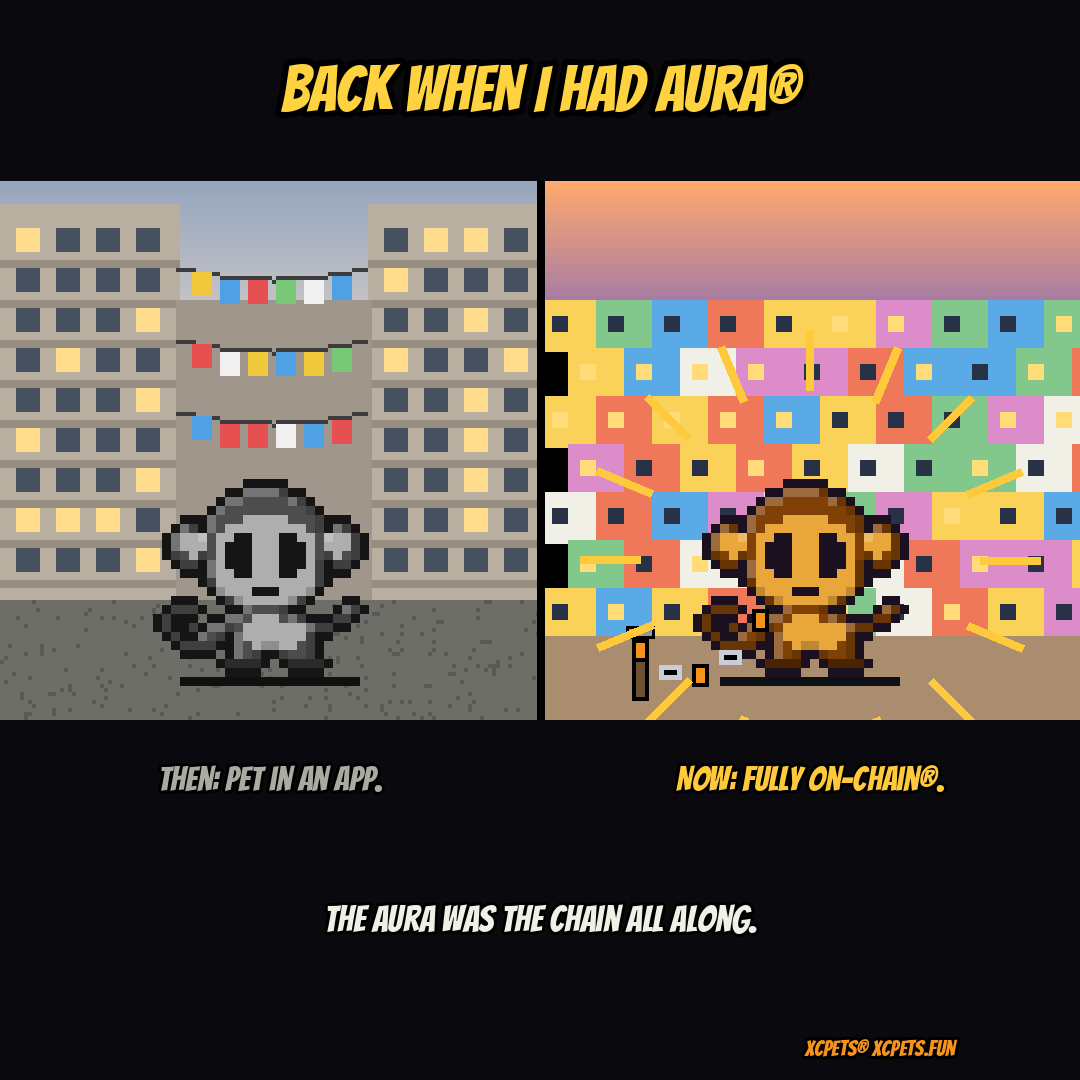 BACK WHEN I HAD AURA®
THEN: PET IN AN APP.
NOW: FULLY ON-CHAIN®.
THE AURA WAS THE CHAIN ALL ALONG.
XCPETS® XCPETS.FUN